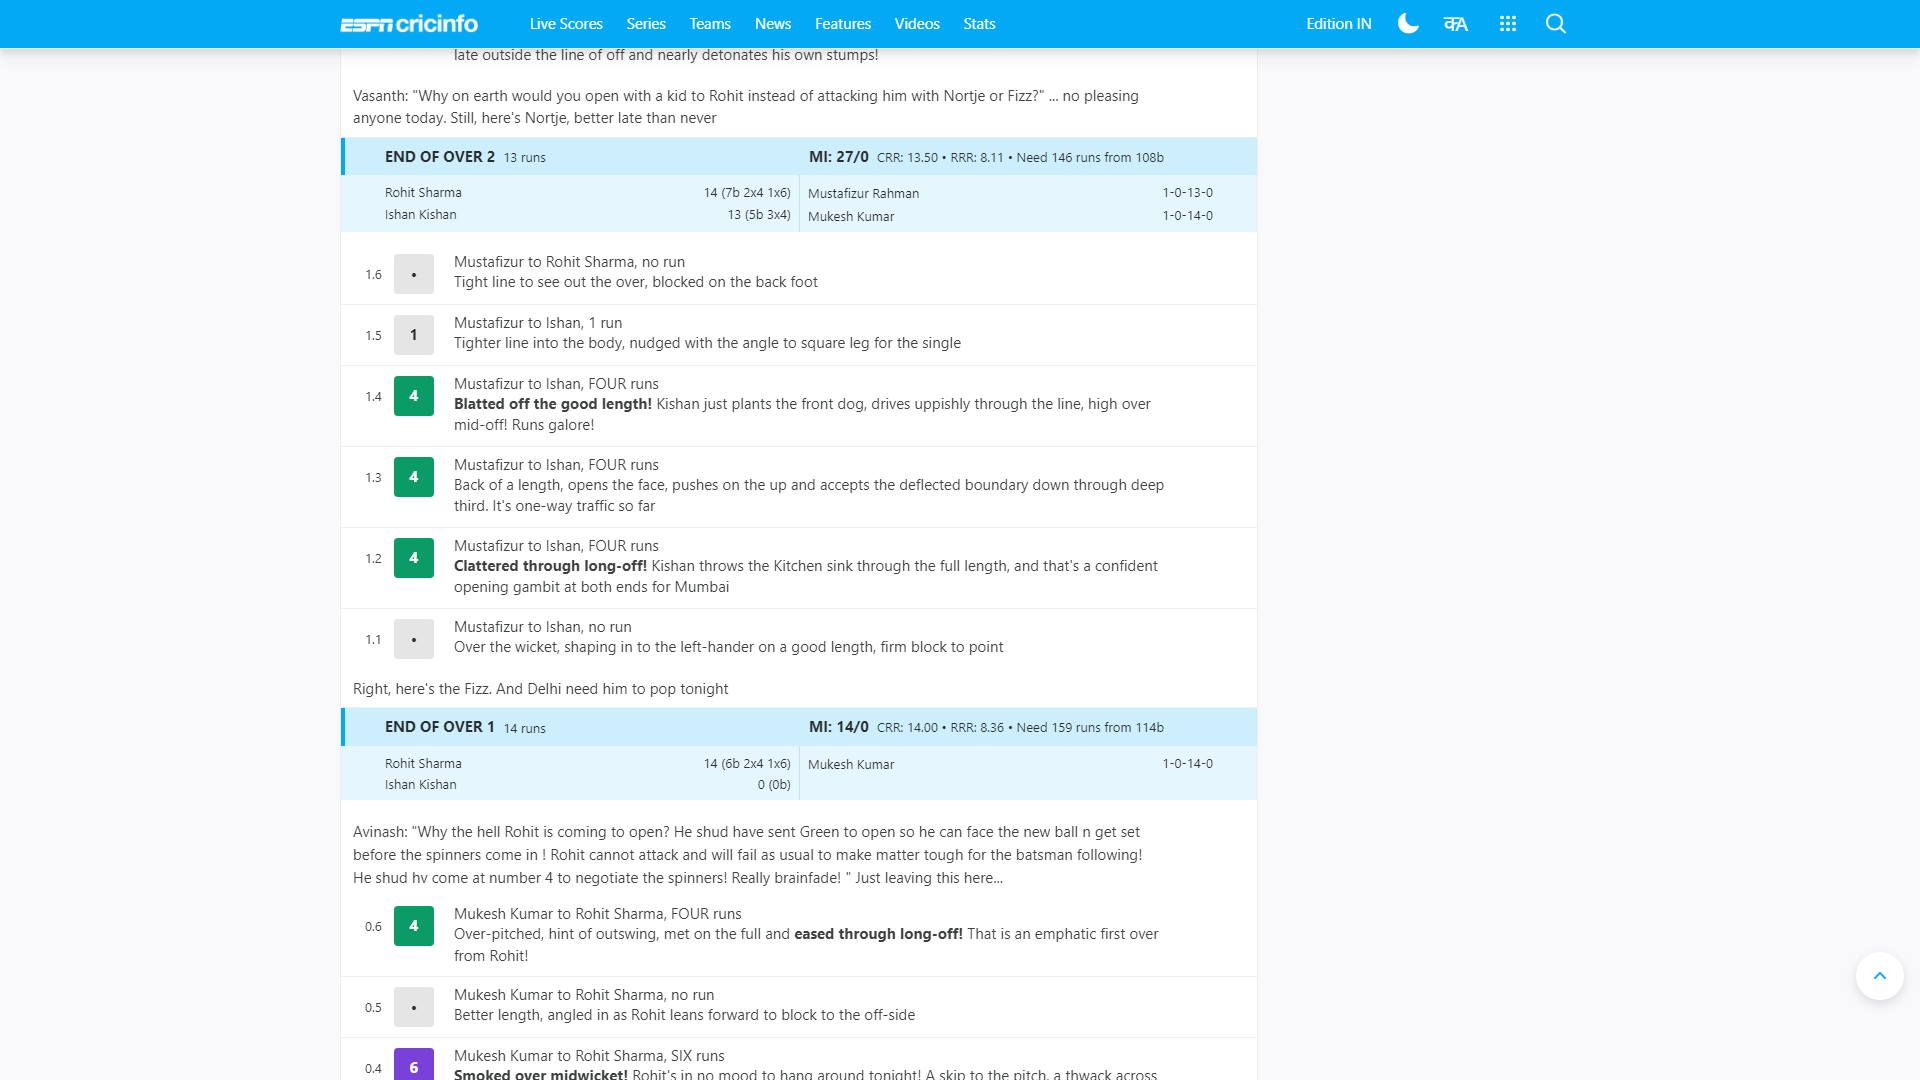 ESPN cricinfo Live Scores Series Teams News Features Videos Stats Edition IN कA
late outside the line of off and nearly detonates his own stumps!
Vasanth: "Why on earth would you open with a kid to Rohit instead of attacking him with Nortje or Fizz?" ... no pleasing
anyone today. Still, here's Nortje, better late than never
END OF OVER 2 13 runs MI: 27/0 CRR: 13.50 • RRR: 8.11 • Need 146 runs from 108b
Rohit Sharma 14 (7b 2x4 1x6) Mustafizur Rahman 1-0-13-0
Ishan Kishan 13 (5b 3x4) Mukesh Kumar 1-0-14-0
Mustafizur to Rohit Sharma, no run
1.6 • Tight line to see out the over, blocked on the back foot
Mustafizur to Ishan, 1 run
1.5 1 Tighter line into the body, nudged with the angle to square leg for the single
Mustafizur to Ishan, FOUR runs
1.4 4 Blatted off the good length! Kishan just plants the front dog, drives uppishly through the line, high over
mid-off! Runs galore!
Mustafizur to Ishan, FOUR runs
1.3 4 Back of a length, opens the face, pushes on the up and accepts the deflected boundary down through deep
third. It's one-way traffic so far
Mustafizur to Ishan, FOUR runs
1.2 4 Clattered through long-off! Kishan throws the Kitchen sink through the full length, and that's a confident
opening gambit at both ends for Mumbai
Mustafizur to Ishan, no run
1.1 • Over the wicket, shaping in to the left-hander on a good length, firm block to point
Right, here's the Fizz. And Delhi need him to pop tonight
END OF OVER 1 14 runs MI: 14/0 CRR: 14.00 • RRR: 8.36 • Need 159 runs from 114b
Rohit Sharma 14 (6b 2x4 1x6) Mukesh Kumar 1-0-14-0
Ishan Kishan 0 (0b)
Avinash: "Why the hell Rohit is coming to open? He shud have sent Green to open so he can face the new ball n get set
before the spinners come in ! Rohit cannot attack and will fail as usual to make matter tough for the batsman following!
He shud hv come at number 4 to negotiate the spinners! Really brainfade! " Just leaving this here...
Mukesh Kumar to Rohit Sharma, FOUR runs
0.6 4 Over-pitched, hint of outswing, met on the full and eased through long-off! That is an emphatic first over
from Rohit!
Mukesh Kumar to Rohit Sharma, no run
0.5 • Better length, angled in as Rohit leans forward to block to the off-side
Mukesh Kumar to Rohit Sharma, SIX runs
0.4 6 Smoked over midwicket! Rohit's in no mood to hang around tonight! A skip to the pitch, a thwack across